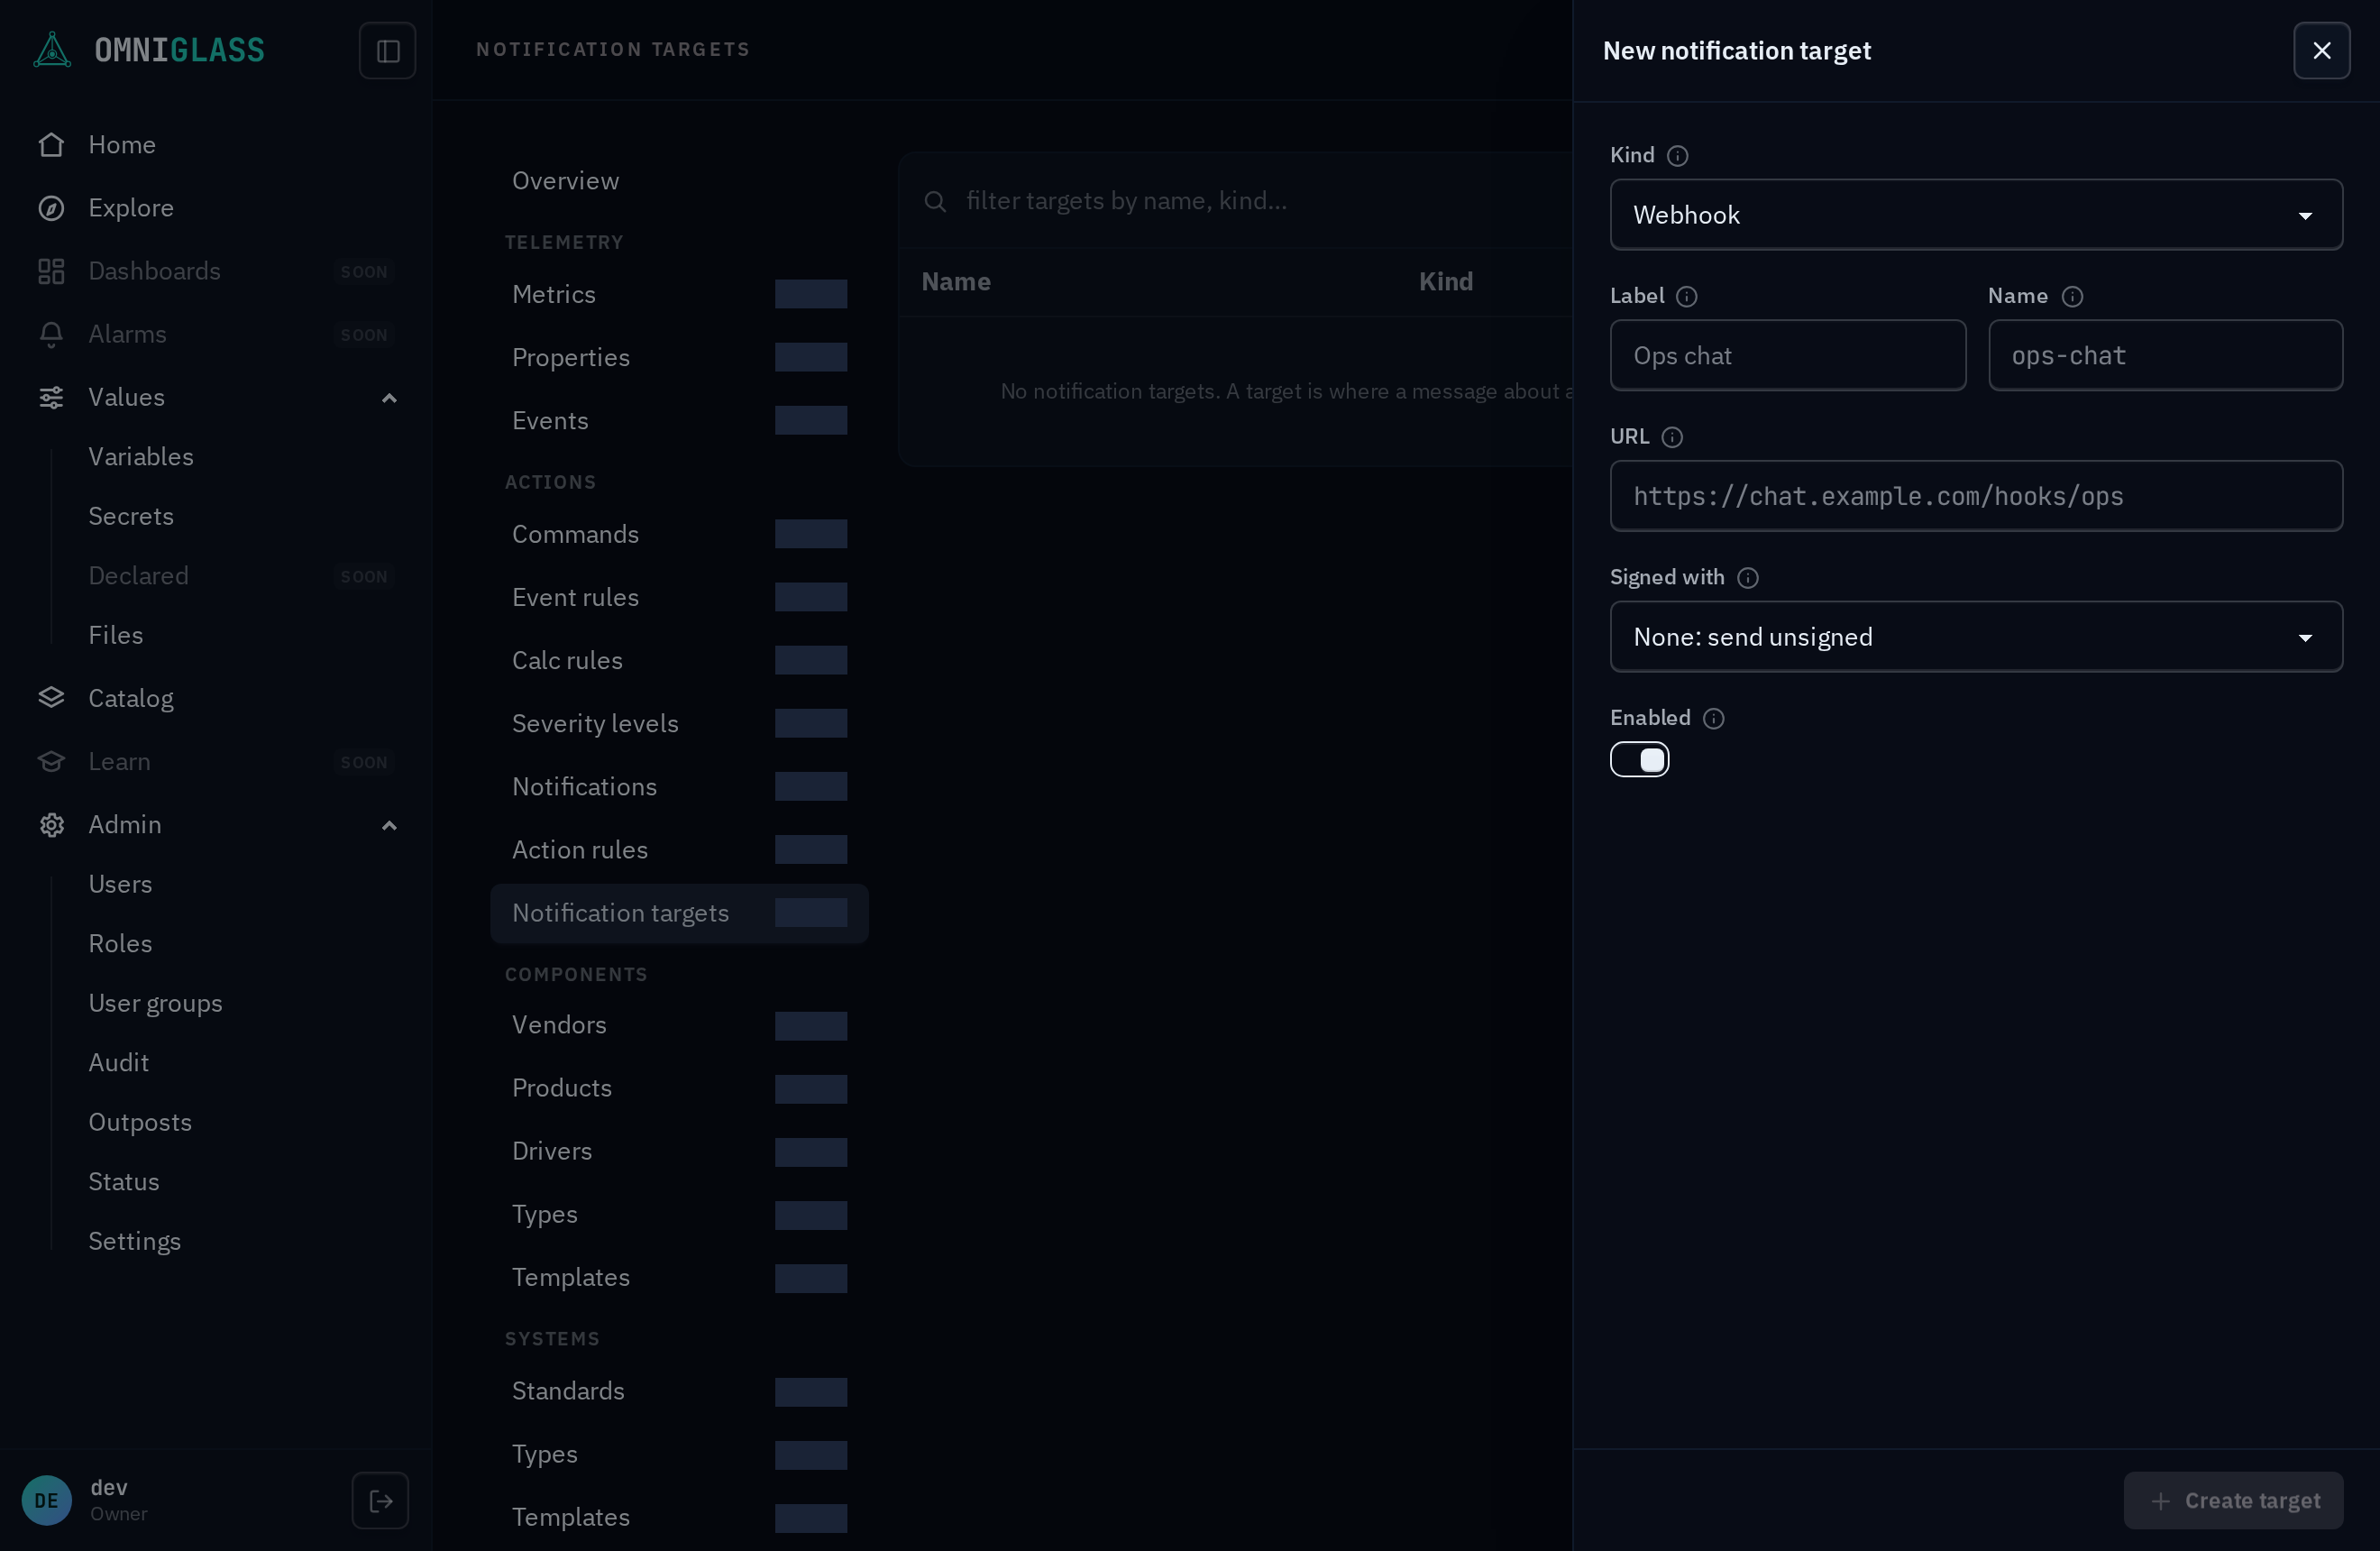 OMNIGLASS
Home
Explore
Dashboards SOON
Alarms SOON
Values
Variables
Secrets
Declared SOON
Files
Catalog
Learn SOON
Admin
Users
Roles
User groups
Audit
Outposts
Status
Settings
DE
dev
Owner
NOTIFICATION TARGETS
Overview
TELEMETRY
Metrics
Properties
Events
ACTIONS
Commands
Event rules
Calc rules
Severity levels
Notifications
Action rules
Notification targets
COMPONENTS
Vendors
Products
Drivers
Types
Templates
SYSTEMS
Standards
Types
Templates
filter targets by name, kind...
Name Kind
No notification targets. A target is where a message about a
New notification target
Kind
Webhook
Label Name
Ops chat ops-chat
URL
https://chat.example.com/hooks/ops
Signed with
None: send unsigned
Enabled
Create target